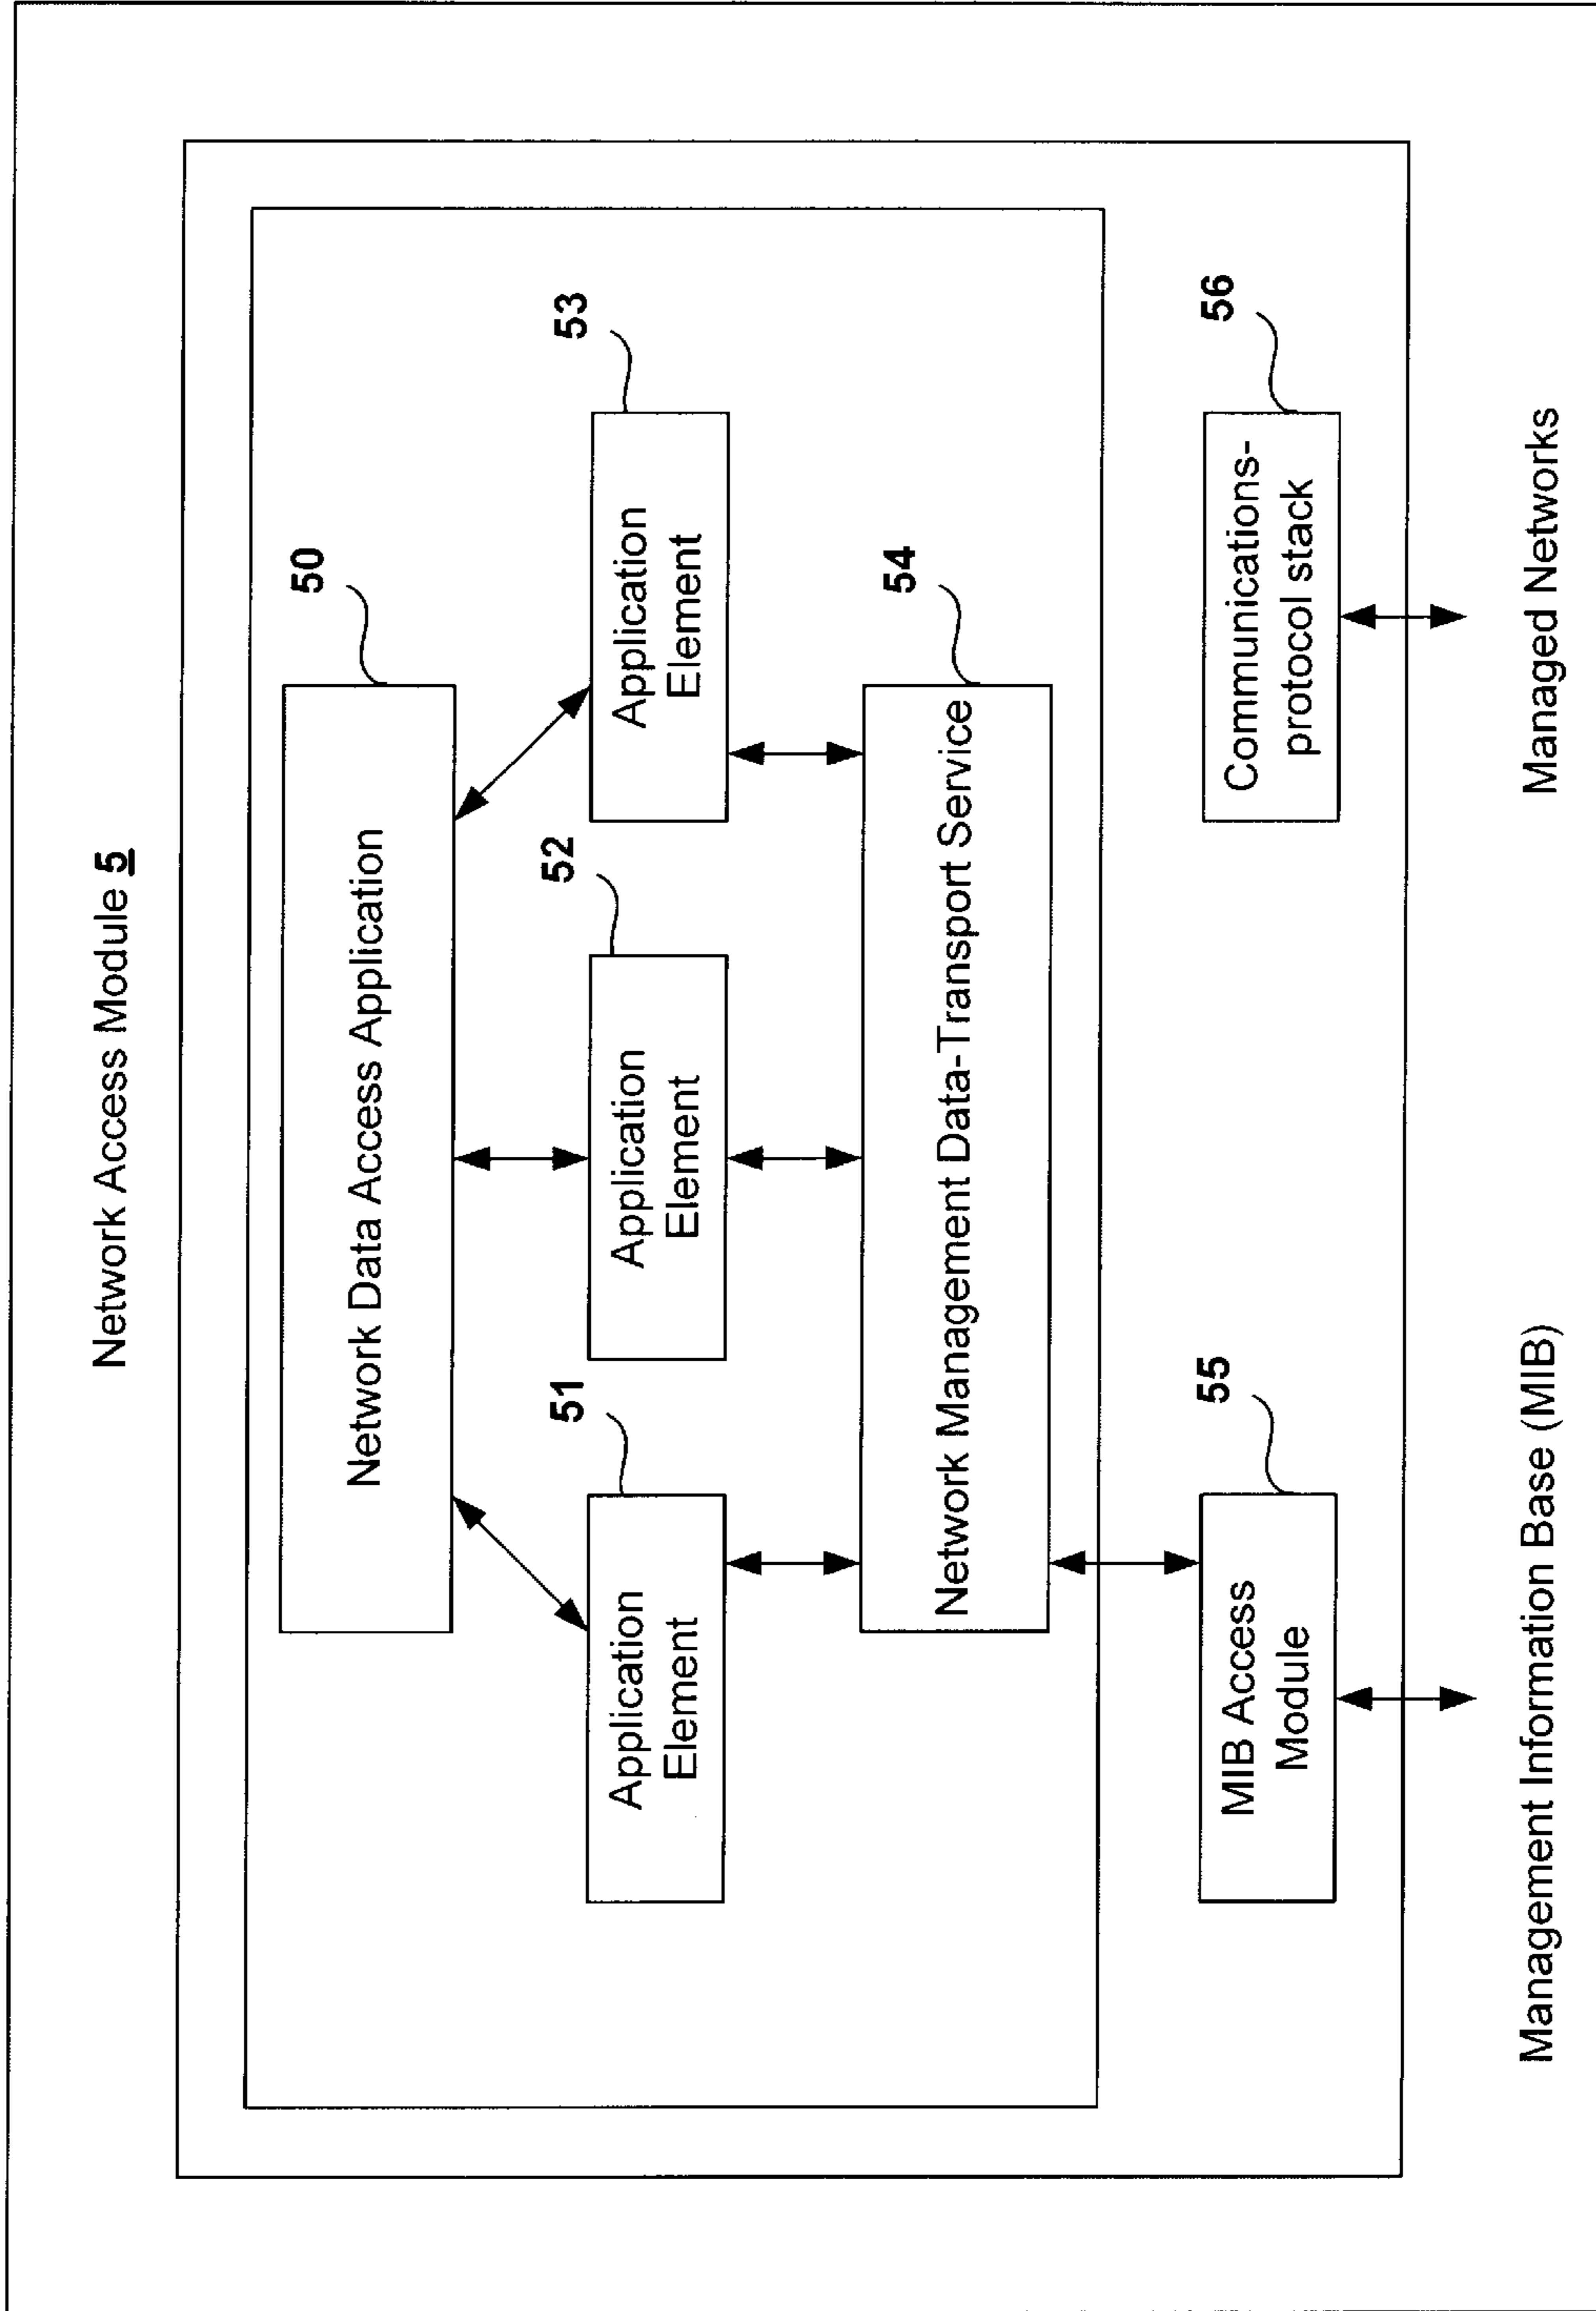 Network Access Module 5
50
Network Data Access Application
51
52
53
Application
Element
Application
Element
Application
Element
54
Network Management Data-Transport Service
55
56
MIB Access
Module
Communications-
protocol stack
Management Information Base (MIB)
Managed Networks